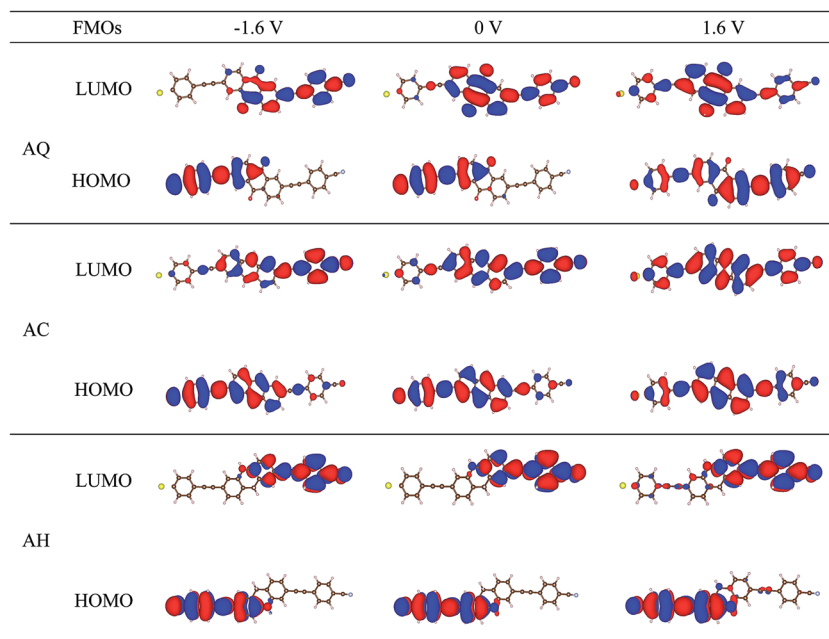 FMOs -1.6 V 0 V 1.6 V
LUMO
AQ
HOMO
LUMO
AC
HOMO
LUMO
AH
HOMO